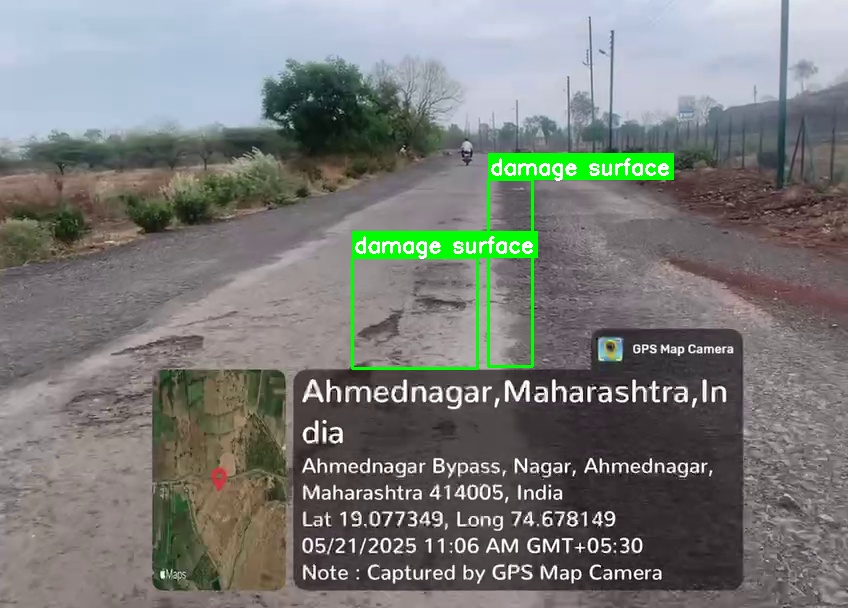 damage surface
damage surface
GPS Map Camera
Ahmednagar,Maharashtra,In
dia
Ahmednagar Bypass, Nagar, Ahmednagar,
Maharashtra 414005, India
Lat 19.077349, Long 74.678149
05/21/2025 11:06 AM GMT+05:30
Note : Captured by GPS Map Camera
Maps